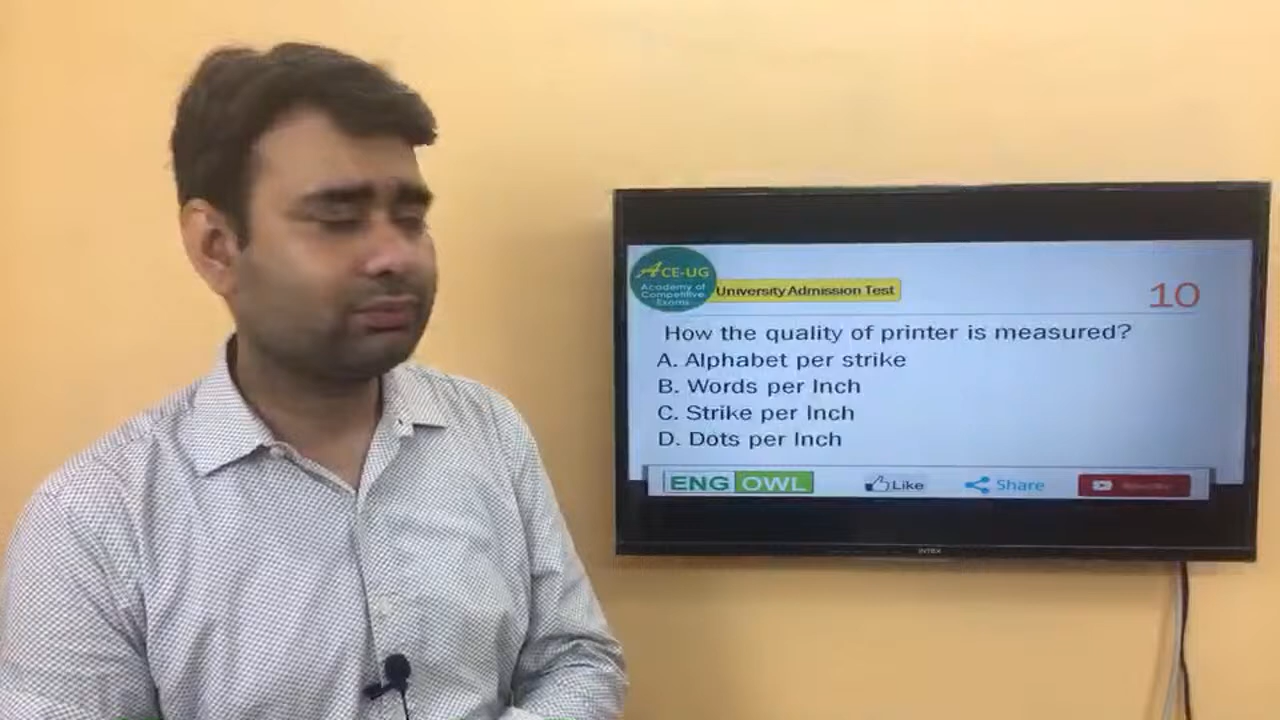 ACE-UG
Academy of
Competitive
Exams
University Admission Test
10
How the quality of printer is measured?
A. Alphabet per strike
B. Words per Inch
C. Strike per Inch
D. Dots per Inch
ENG OWL
Like
Share
INTEX